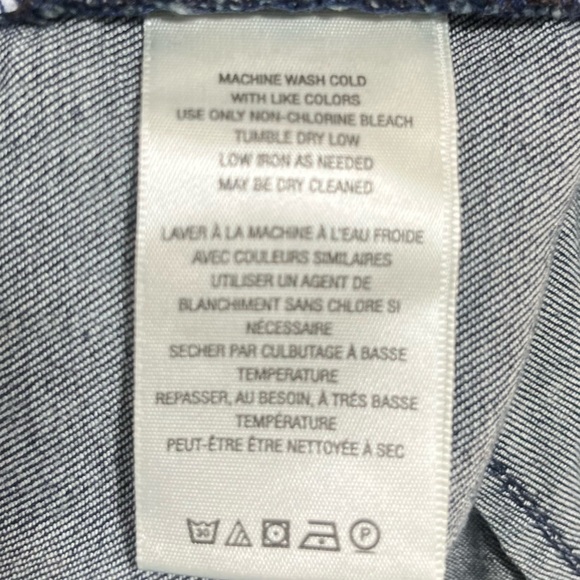 MACHINE WASH COLD
WITH LIKE COLORS
USE ONLY NON-CHLORINE BLEACH
TUMBLE DRY LOW
LOW IRON AS NEEDED
MAY BE DRY CLEANED
LAVER À LA MACHINE À L'EAU FROIDE
AVEC COULEURS SIMILAIRES
UTILISER UN AGENT DE
BLANCHIMENT SANS CHLORE SI
NÉCESSAIRE
SECHER PAR CULBUTAGE À BASSE
TEMPERATURE
REPASSER, AU BESOIN, À TRÉS BASSE
TEMPÉRATURE
PEUT-ÊTRE ÊTRE NETTOYÉE À SEC
30 P